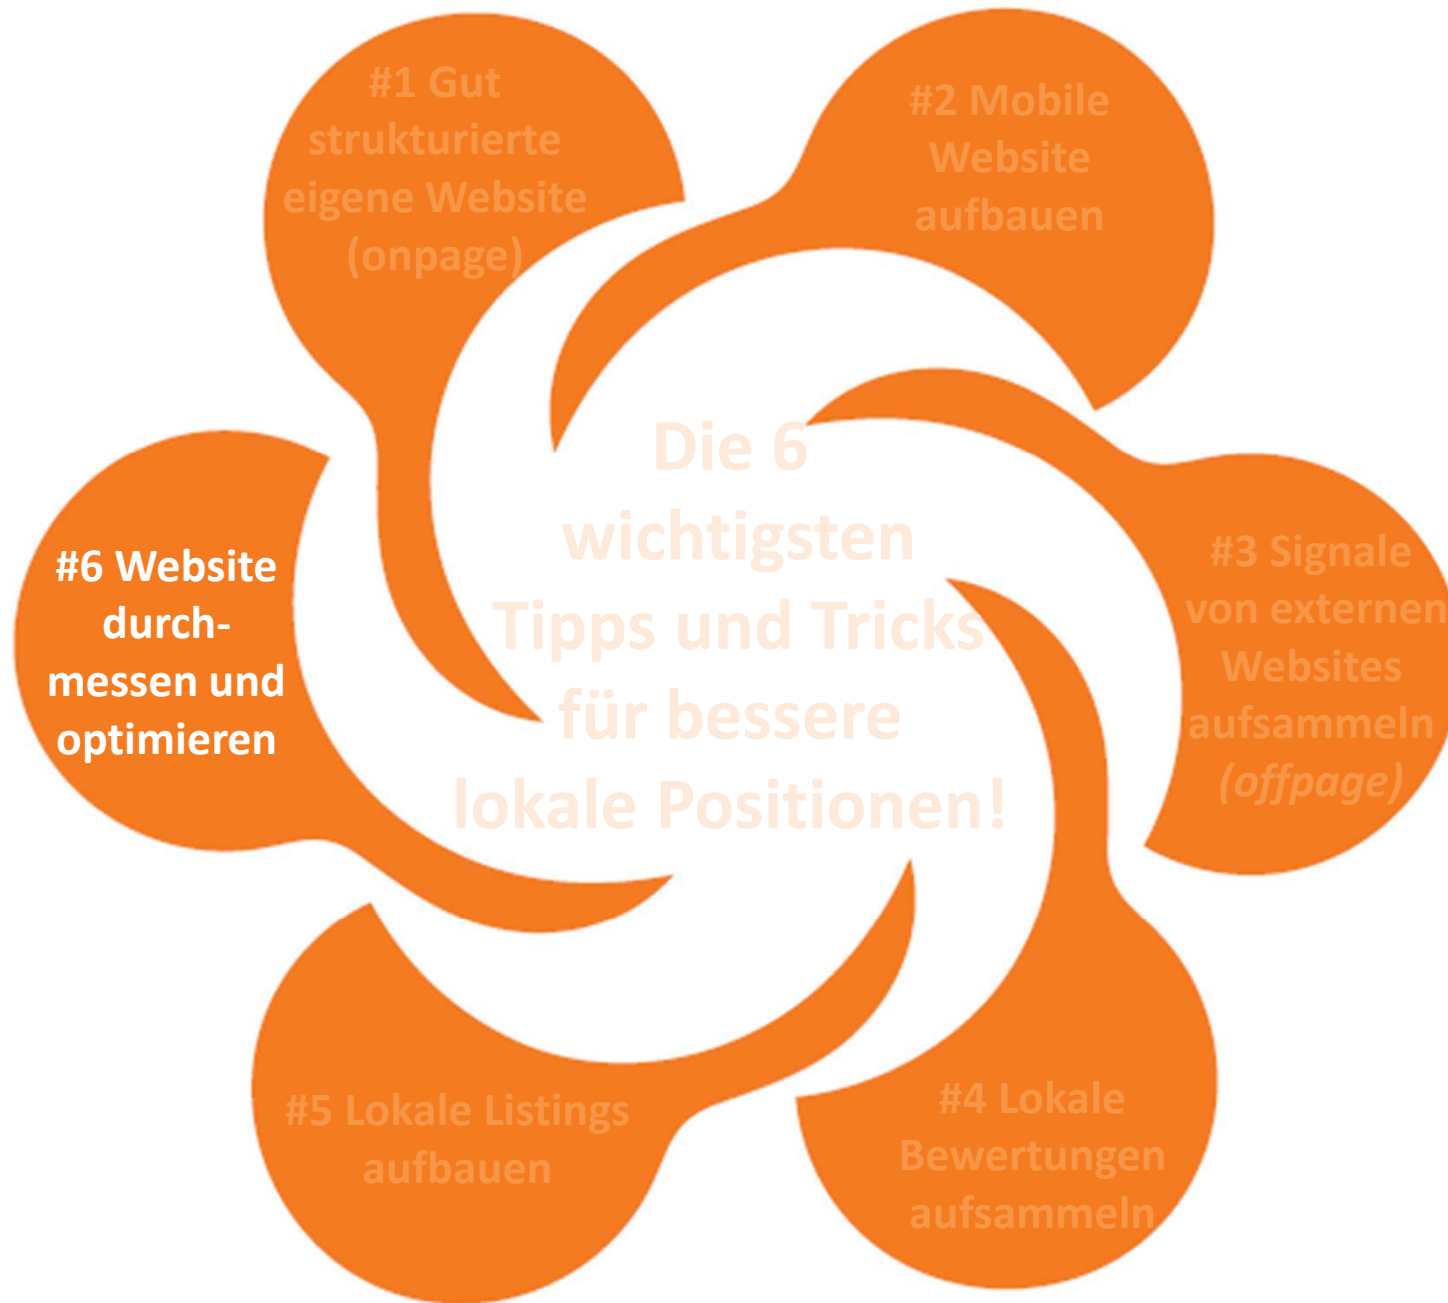 #1 Gut
strukturierte
eigene Website
(onpage)
#2 Mobile
Website
aufbauen
Die 6
wichtigsten
Tipps und Tricks
für bessere
lokale Positionen!
#3 Signale
von externen
Websites
aufsammeln
(offpage)
#4 Lokale
Bewertungen
aufsammeln
#5 Lokale Listings
aufbauen
#6 Website
durch-
messen und
optimieren